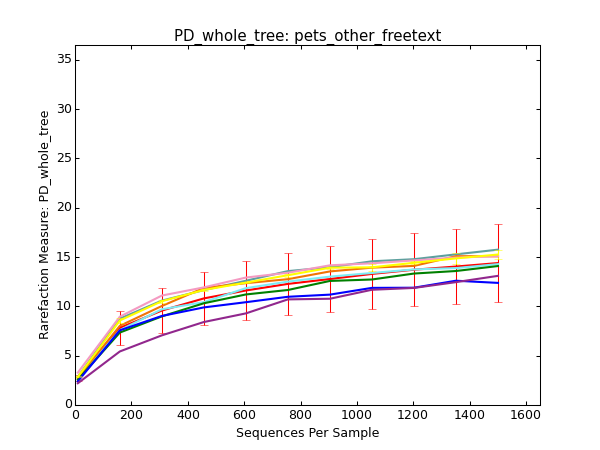 PD_whole_tree: pets_other_freetext
Rarefaction Measure: PD_whole_tree
35
30
25
20
15
10
5
0
0 200 400 600 800 1000 1200 1400 1600
Sequences Per Sample